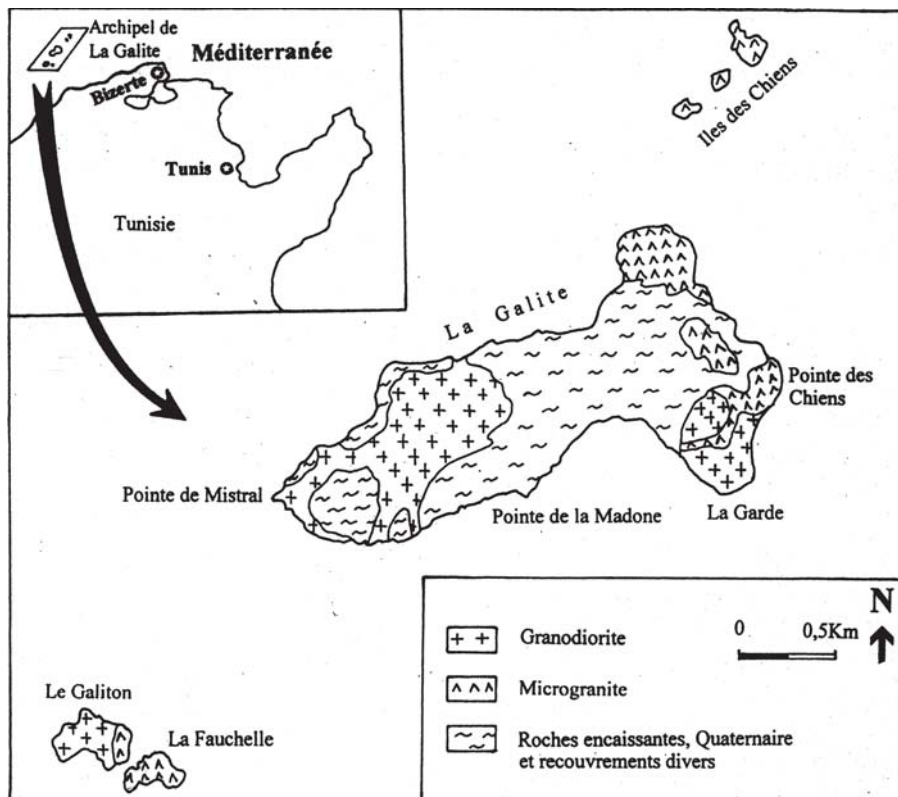 Archipel de
La Galite
Méditerranée
Bizerte
Tunis
Tunisie
Iles des Chiens
La Galite
Pointe des
Chiens
Pointe de Mistral
Pointe de la Madone
La Garde
Le Galiton
La Fauchelle
Granodiorite
Microgranite
Roches encaissantes, Quaternaire
et recouvrements divers
0 0,5Km
N